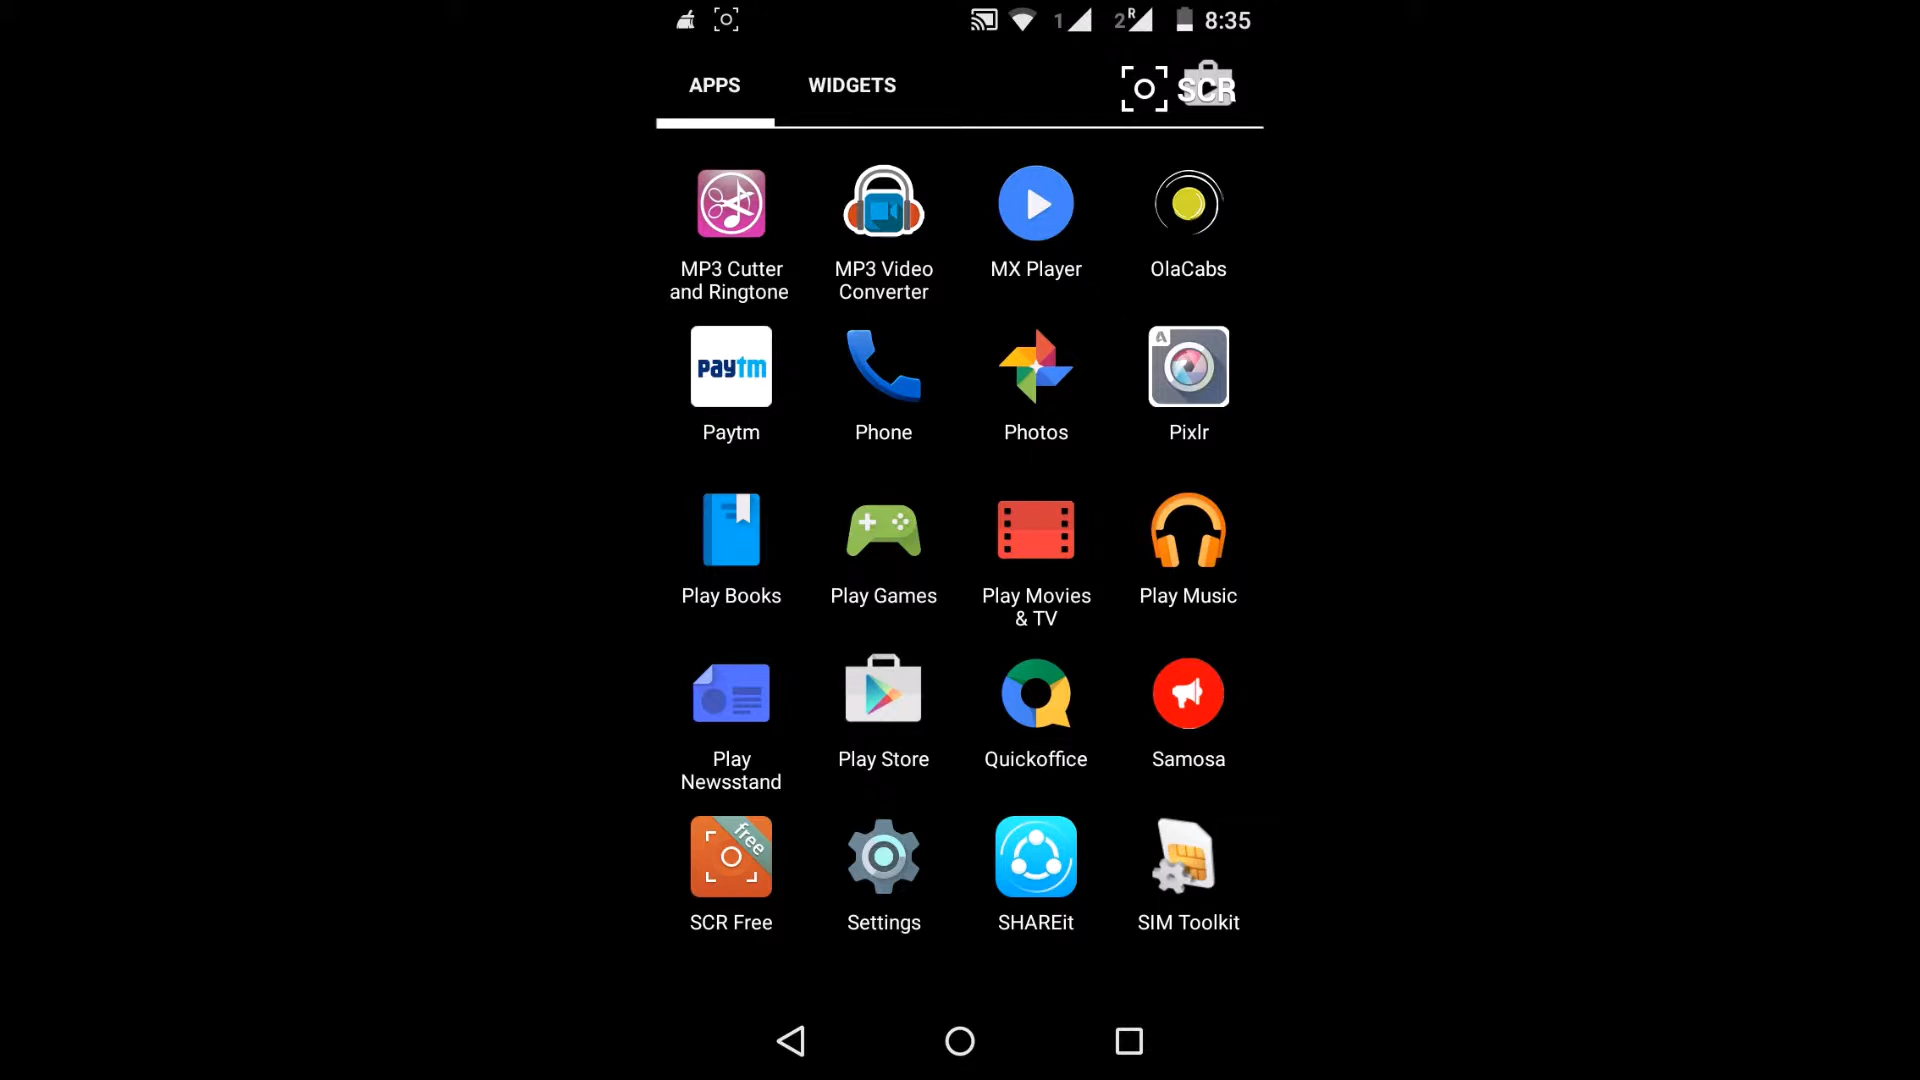 1 2 R 8:35
APPS WIDGETS SCR
MP3 Cutter
and Ringtone
MP3 Video
Converter
MX Player
OlaCabs
paytm
Paytm
Phone
Photos
Pixlr
Play Books
Play Games
Play Movies
& TV
Play Music
Play
Newsstand
Play Store
Quickoffice
Samosa
free
SCR Free
Settings
SHAREit
SIM Toolkit